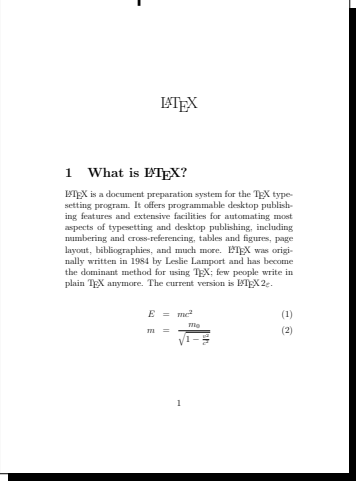 LATEX
1 What is LATEX?
LATEX is a document preparation system for the TEX type-
setting program. It offers programmable desktop publish-
ing features and extensive facilities for automating most
aspects of typesetting and desktop publishing, including
numbering and cross-referencing, tables and figures, page
layout, bibliographies, and much more. LATEX was origi-
nally written in 1984 by Leslie Lamport and has become
the dominant method for using TEX; few people write in
plain TEX anymore. The current version is LATEX 2ε.
E = mc² (1)
m = m₀ / √(1 − v²/c²) (2)
1